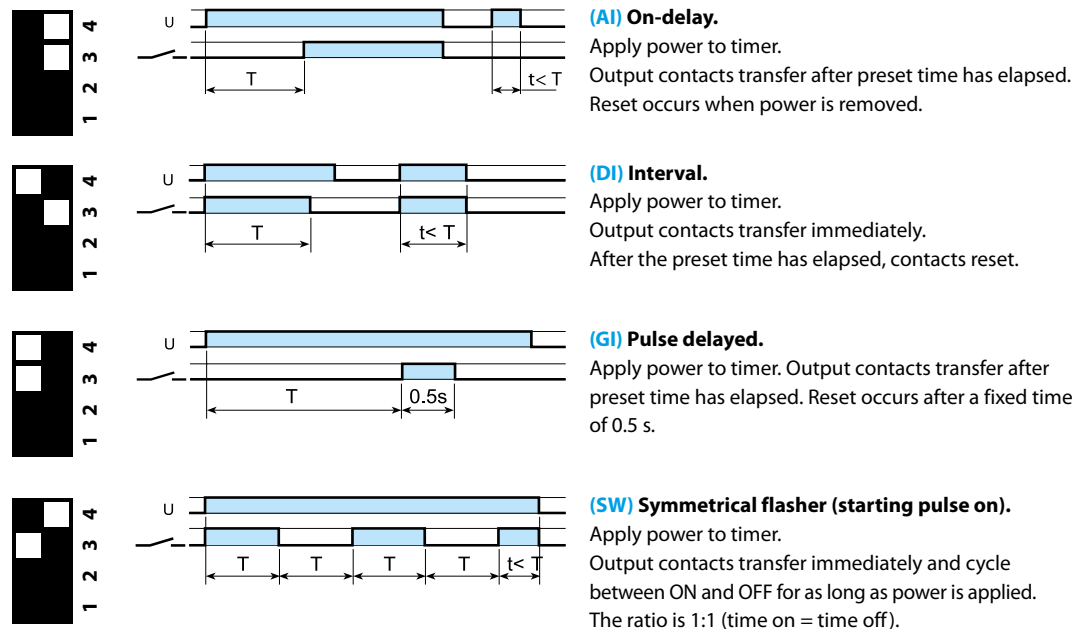 4
3
2
1
U
T
t< T
(AI) On-delay.
Apply power to timer.
Output contacts transfer after preset time has elapsed.
Reset occurs when power is removed.
4
3
2
1
U
T
t< T
(DI) Interval.
Apply power to timer.
Output contacts transfer immediately.
After the preset time has elapsed, contacts reset.
4
3
2
1
U
T
0.5s
(GI) Pulse delayed.
Apply power to timer. Output contacts transfer after
preset time has elapsed. Reset occurs after a fixed time
of 0.5 s.
4
3
2
1
U
T
T
T
T
t< T
(SW) Symmetrical flasher (starting pulse on).
Apply power to timer.
Output contacts transfer immediately and cycle
between ON and OFF for as long as power is applied.
The ratio is 1:1 (time on = time off).